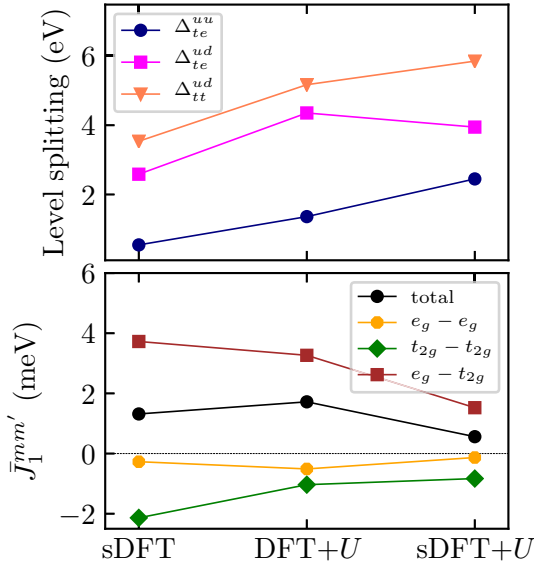 Level splitting (eV)
6
4
2
Δ_{te}^{uu}
Δ_{te}^{ud}
Δ_{tt}^{ud}
J̄_1^{mm′} (meV)
6
4
2
0
−2
total
e_g − e_g
t_{2g} − t_{2g}
e_g − t_{2g}
sDFT DFT+U sDFT+U